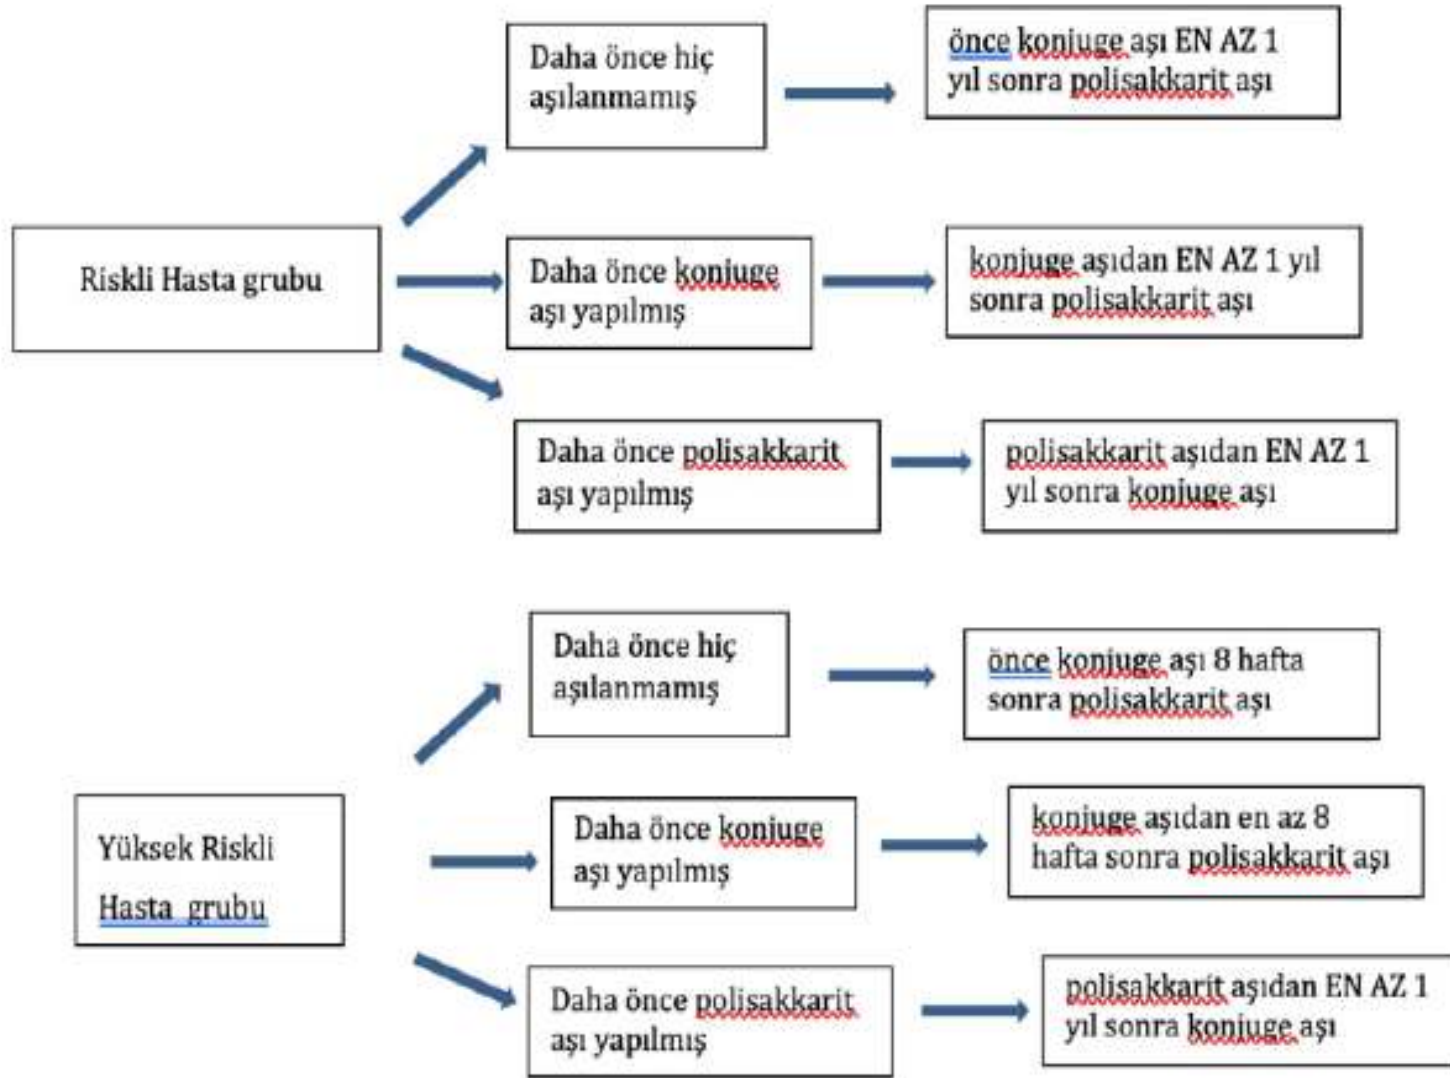 Daha önce hiç
aşılanmamış
önce konjuge aşı EN AZ 1
yıl sonra polisakkarit aşı
Riskli Hasta grubu
Daha önce konjuge
aşı yapılmış
konjuge aşıdan EN AZ 1 yıl
sonra polisakkarit aşı
Daha önce polisakkarit
aşı yapılmış
polisakkarit aşıdan EN AZ 1
yıl sonra konjuge aşı
Daha önce hiç
aşılanmamış
önce konjuge aşı 8 hafta
sonra polisakkarit aşı
Yüksek Riskli
Hasta grubu
Daha önce konjuge
aşı yapılmış
konjuge aşıdan en az 8
hafta sonra polisakkarit aşı
Daha önce polisakkarit
aşı yapılmış
polisakkarit aşıdan EN AZ 1
yıl sonra konjuge aşı